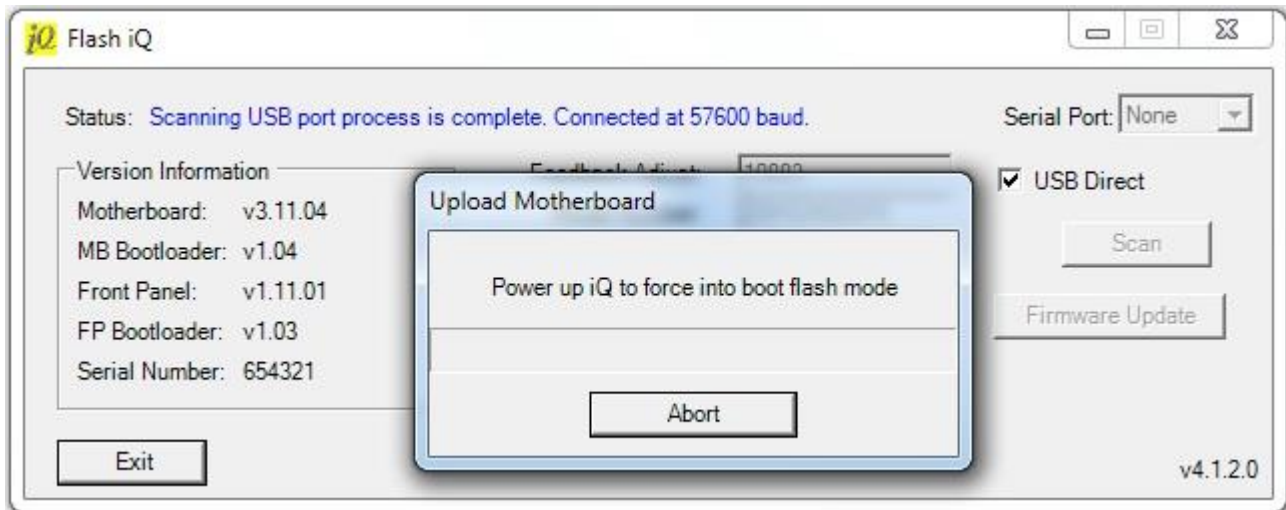 iQ Flash iQ
Status: Scanning USB port process is complete. Connected at 57600 baud.
Serial Port: None
Version Information
Motherboard: v3.11.04
MB Bootloader: v1.04
Front Panel: v1.11.01
FP Bootloader: v1.03
Serial Number: 654321
Upload Motherboard
Power up iQ to force into boot flash mode
Abort
USB Direct
Scan
Firmware Update
Exit
v4.1.2.0